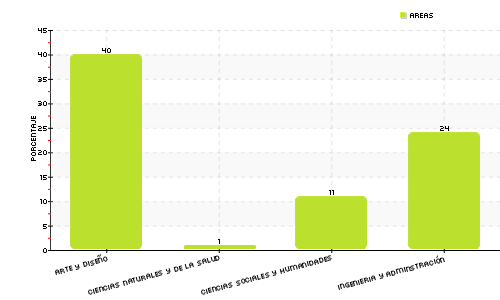 AREAS
PORCENTAJE
45
40
35
30
25
20
15
10
5
0
40
1
11
24
ARTE Y DISEÑO
CIENCIAS NATURALES Y DE LA SALUD
CIENCIAS SOCIALES Y HUMANIDADES
INGENIERIA Y ADMINSTRACIÓN